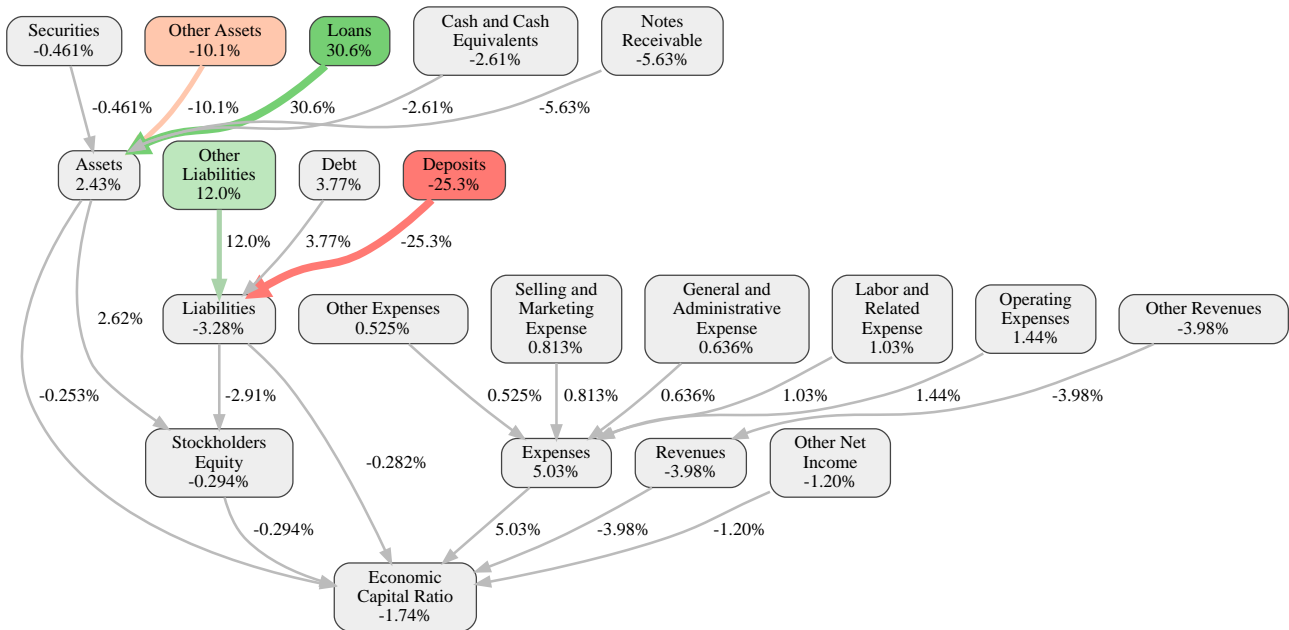 Securities
-0.461%
Other Assets
-10.1%
Loans
30.6%
Cash and Cash
Equivalents
-2.61%
Notes
Receivable
-5.63%
-0.461%
-10.1%
30.6%
-2.61%
-5.63%
Assets
2.43%
Other
Liabilities
12.0%
Debt
3.77%
Deposits
-25.3%
12.0%
3.77%
-25.3%
Liabilities
-3.28%
Other Expenses
0.525%
Selling and
Marketing
Expense
0.813%
General and
Administrative
Expense
0.636%
Labor and
Related
Expense
1.03%
Operating
Expenses
1.44%
Other Revenues
-3.98%
2.62%
-0.253%
-2.91%
0.525%
0.813%
0.636%
1.03%
1.44%
-3.98%
Stockholders
Equity
-0.294%
-0.282%
Expenses
5.03%
Revenues
-3.98%
Other Net
Income
-1.20%
-0.294%
5.03%
-3.98%
-1.20%
Economic
Capital Ratio
-1.74%